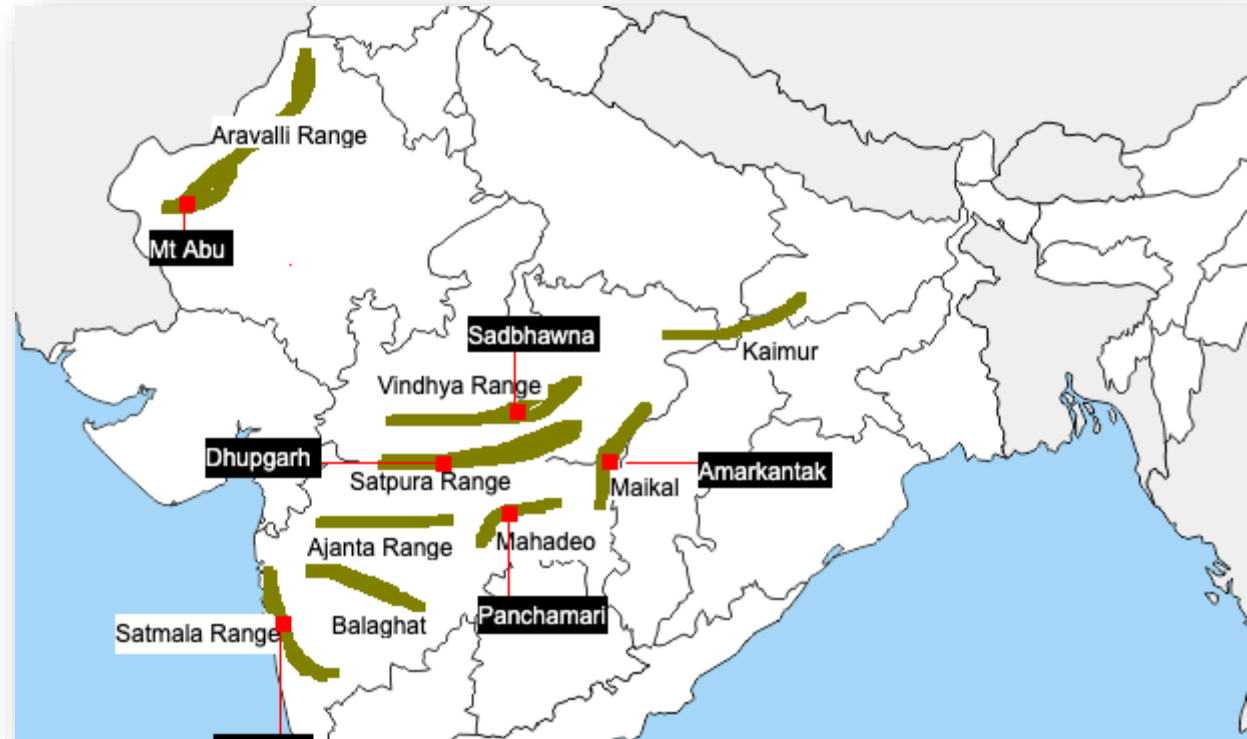 Aravalli Range
Mt Abu
Sadbhawna
Kaimur
Vindhya Range
Dhupgarh
Satpura Range
Amarkantak
Maikal
Ajanta Range
Mahadeo
Panchamari
Balaghat
Satmala Range